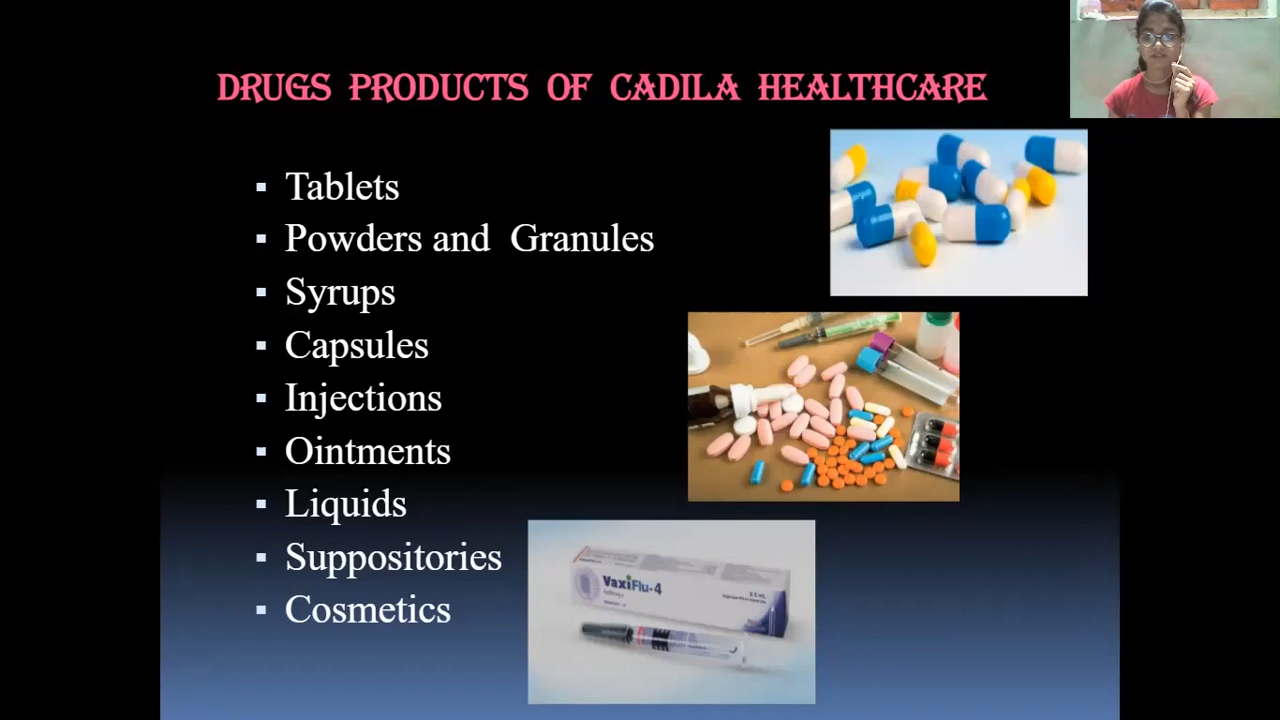 DRUGS PRODUCTS OF CADILA HEALTHCARE
▪ Tablets
▪ Powders and Granules
▪ Syrups
▪ Capsules
▪ Injections
▪ Ointments
▪ Liquids
▪ Suppositories
▪ Cosmetics
VaxiFlu-4